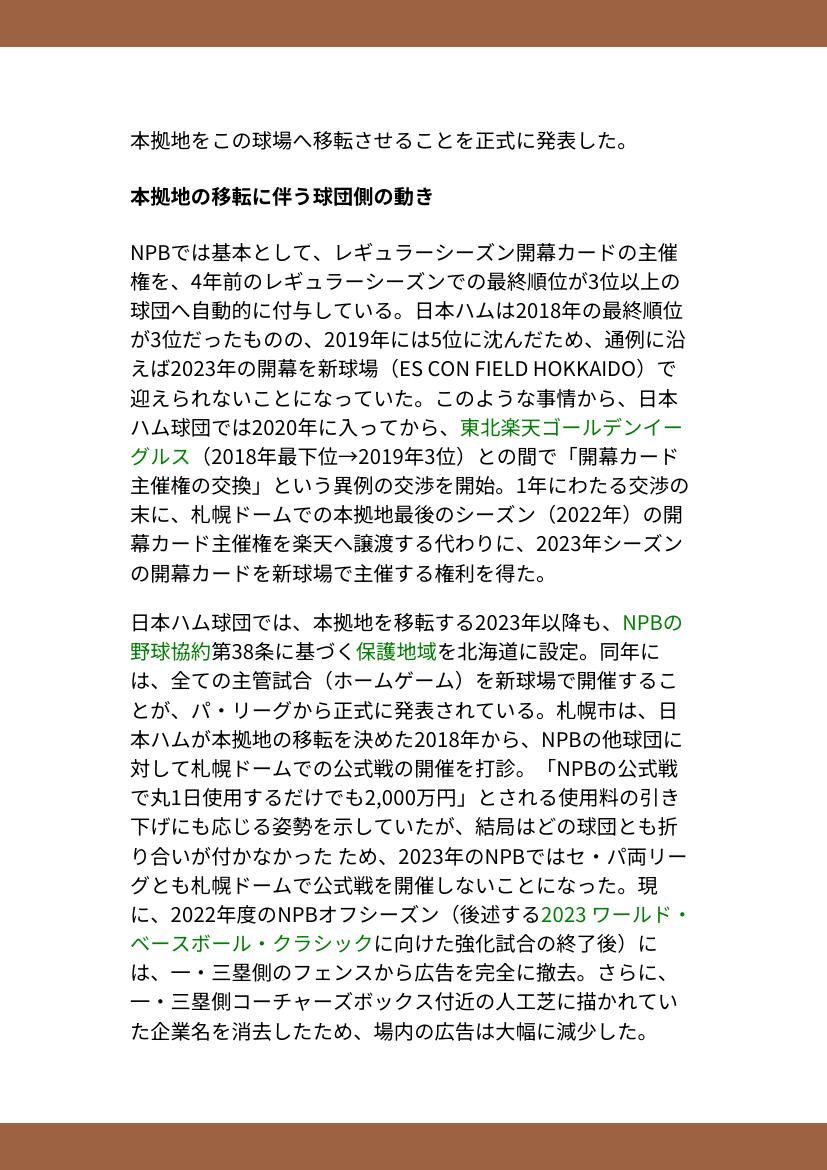 本拠地をこの球場へ移転させることを正式に発表した。
本拠地の移転に伴う球団側の動き
NPBでは基本として、レギュラーシーズン開幕カードの主催
権を、4年前のレギュラーシーズンでの最終順位が3位以上の
球団へ自動的に付与している。日本ハムは2018年の最終順位
が3位だったものの、2019年には5位に沈んだため、通例に沿
えば2023年の開幕を新球場（ES CON FIELD HOKKAIDO）で
迎えられないことになっていた。このような事情から、日本
ハム球団では2020年に入ってから、東北楽天ゴールデンイー
グルス（2018年最下位→2019年3位）との間で「開幕カード
主催権の交換」という異例の交渉を開始。1年にわたる交渉の
末に、札幌ドームでの本拠地最後のシーズン（2022年）の開
幕カード主催権を楽天へ譲渡する代わりに、2023年シーズン
の開幕カードを新球場で主催する権利を得た。
日本ハム球団では、本拠地を移転する2023年以降も、NPBの
野球協約第38条に基づく保護地域を北海道に設定。同年に
は、全ての主管試合（ホームゲーム）を新球場で開催するこ
とが、パ・リーグから正式に発表されている。札幌市は、日
本ハムが本拠地の移転を決めた2018年から、NPBの他球団に
対して札幌ドームでの公式戦の開催を打診。「NPBの公式戦
で丸1日使用するだけでも2,000万円」とされる使用料の引き
下げにも応じる姿勢を示していたが、結局はどの球団とも折
り合いが付かなかった ため、2023年のNPBではセ・パ両リー
グとも札幌ドームで公式戦を開催しないことになった。現
に、2022年度のNPBオフシーズン（後述する2023 ワールド・
ベースボール・クラシックに向けた強化試合の終了後）に
は、一・三塁側のフェンスから広告を完全に撤去。さらに、
一・三塁側コーチャーズボックス付近の人工芝に描かれてい
た企業名を消去したため、場内の広告は大幅に減少した。